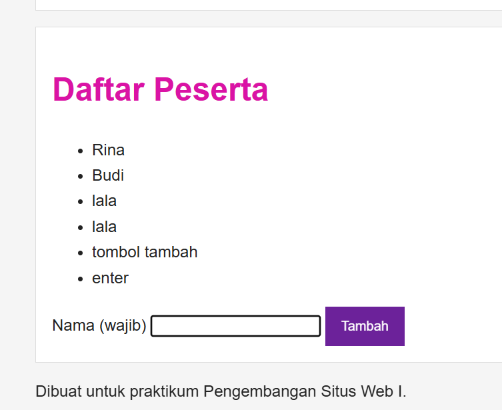 Daftar Peserta
Rina
Budi
lala
lala
tombol tambah
enter
Nama (wajib) Tambah
Dibuat untuk praktikum Pengembangan Situs Web I.